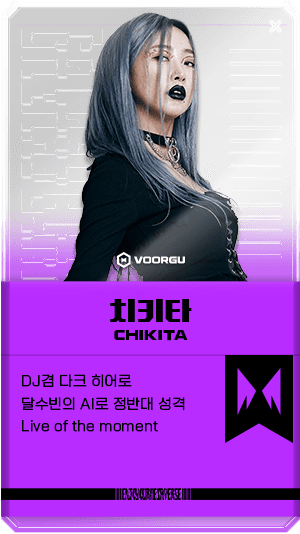 VOORGU
치키타
CHIKITA
DJ겸 다크 히어로
달수빈의 AI로 정반대 성격
Live of the moment